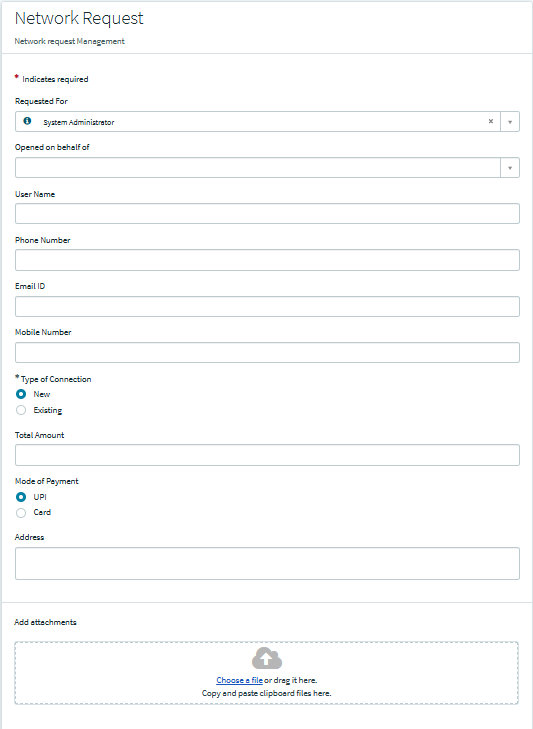 Network Request
Network request Management
* Indicates required
Requested For
System Administrator
Opened on behalf of
User Name
Phone Number
Email ID
Mobile Number
* Type of Connection
New
Existing
Total Amount
Mode of Payment
UPI
Card
Address
Add attachments
Choose a file or drag it here.
Copy and paste clipboard files here.